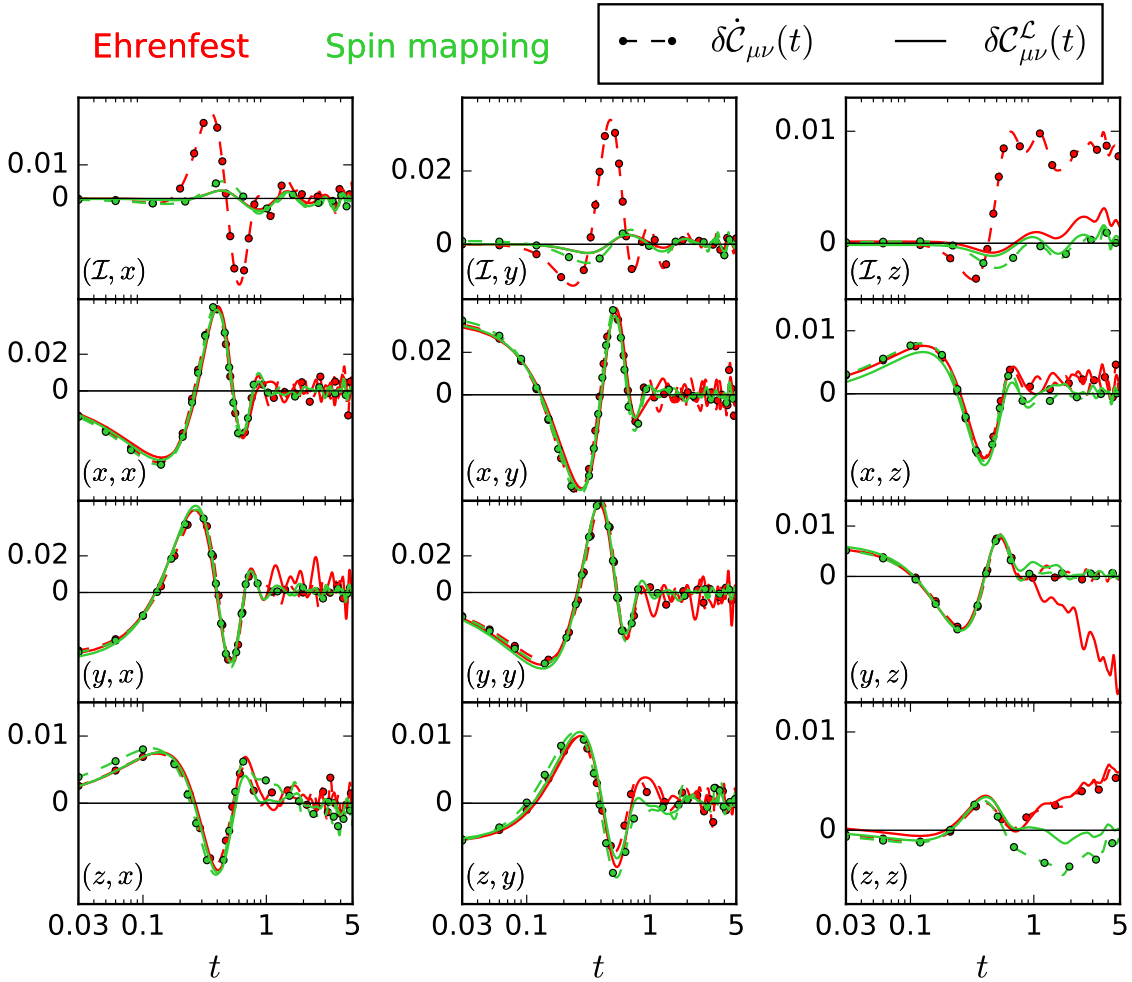 Ehrenfest Spin mapping δĊμν(t) δC^ℒμν(t)
0.01 0.02 0.01
0 0 0
(ℐ, x) (ℐ, y) (ℐ, z)
0.02 0.02 0.01
0 0 0
(x, x) (x, y) (x, z)
0.02 0.02 0.01
0 0 0
(y, x) (y, y) (y, z)
0.01 0.01 0.01
0 0 0
(z, x) (z, y) (z, z)
0.03 0.1 1 5 0.03 0.1 1 5 0.03 0.1 1 5
t t t